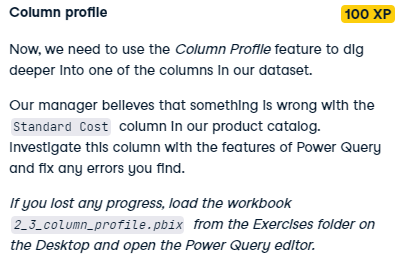 Column profile
100 XP
Now, we need to use the Column Profile feature to dig
deeper into one of the columns in our dataset.
Our manager believes that something is wrong with the
Standard Cost column in our product catalog.
Investigate this column with the features of Power Query
and fix any errors you find.
If you lost any progress, load the workbook
2_3_column_profile.pbix from the Exercises folder on
the Desktop and open the Power Query editor.